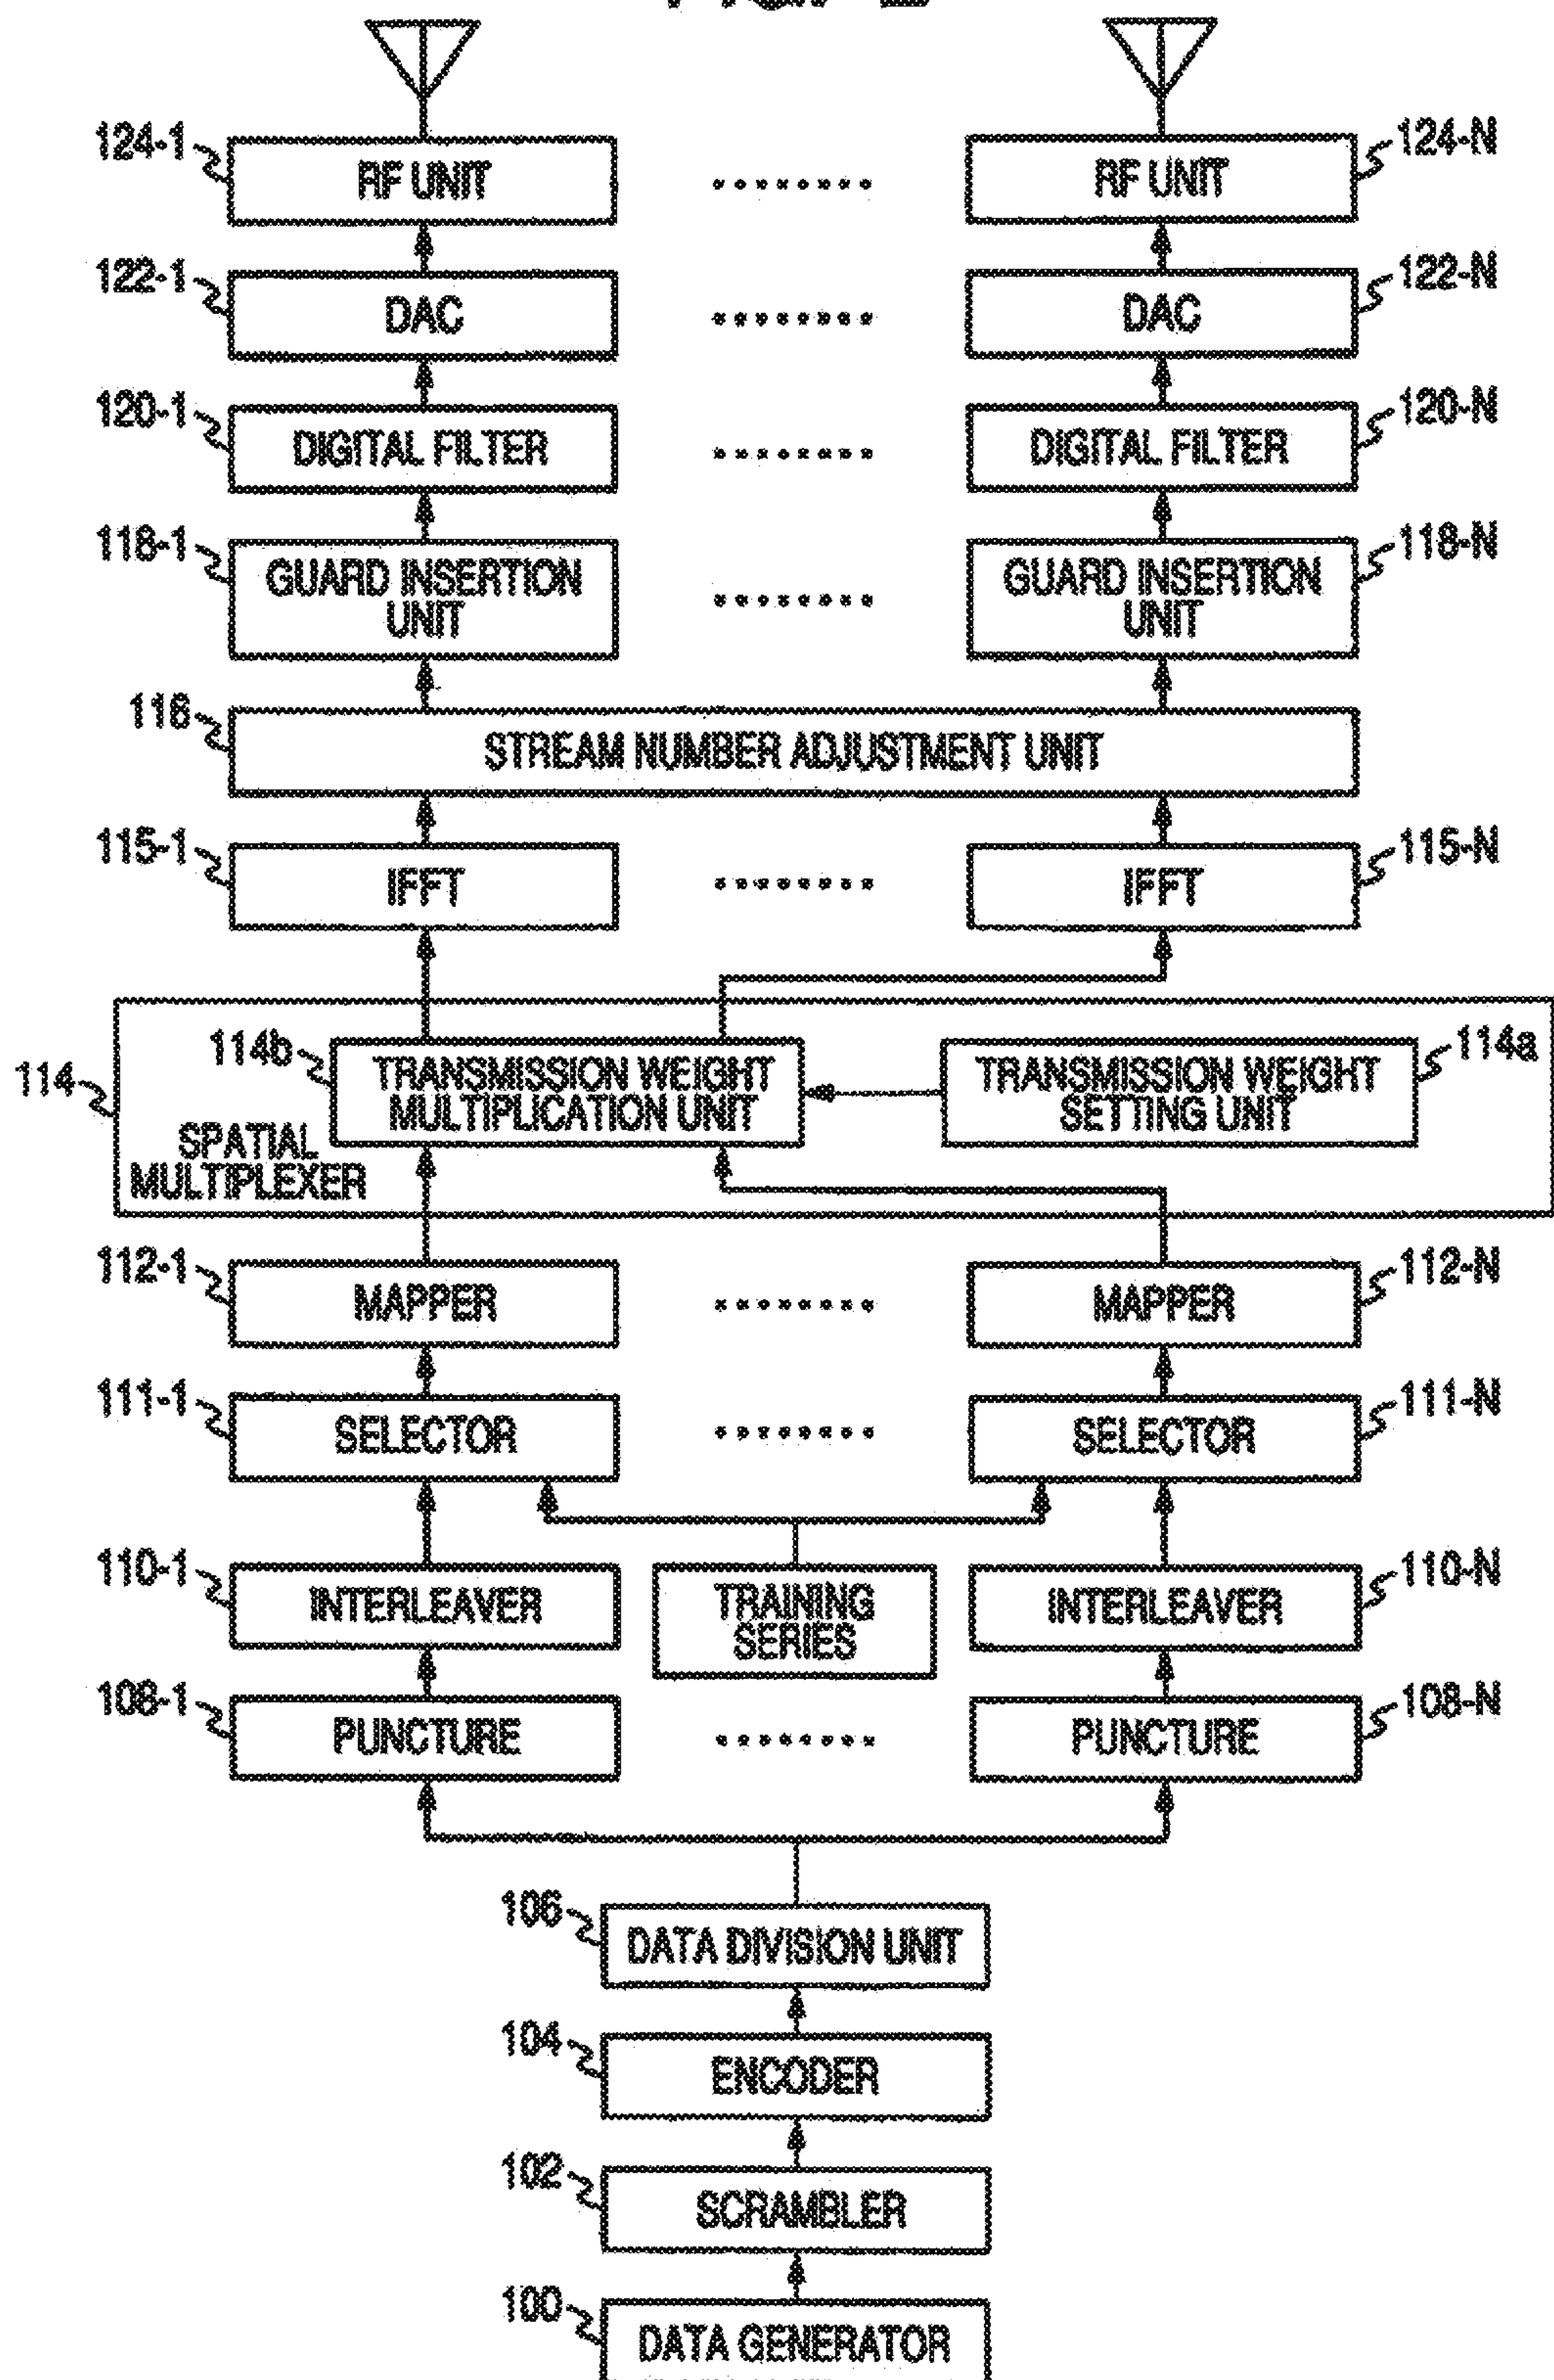 124-1
RF UNIT
RF UNIT
124-N
122-1
DAC
DAC
122-N
120-1
DIGITAL FILTER
DIGITAL FILTER
120-N
118-1
GUARD INSERTION
UNIT
GUARD INSERTION
UNIT
118-N
116
STREAM NUMBER ADJUSTMENT UNIT
115-1
IFFT
IFFT
115-N
114
SPATIAL
MULTIPLEXER
114b
TRANSMISSION WEIGHT
MULTIPLICATION UNIT
TRANSMISSION WEIGHT
SETTING UNIT
114a
112-1
MAPPER
MAPPER
112-N
111-1
SELECTOR
SELECTOR
111-N
110-1
INTERLEAVER
TRAINING
SERIES
INTERLEAVER
110-N
108-1
PUNCTURE
PUNCTURE
108-N
106
DATA DIVISION UNIT
104
ENCODER
102
SCRAMBLER
100
DATA GENERATOR